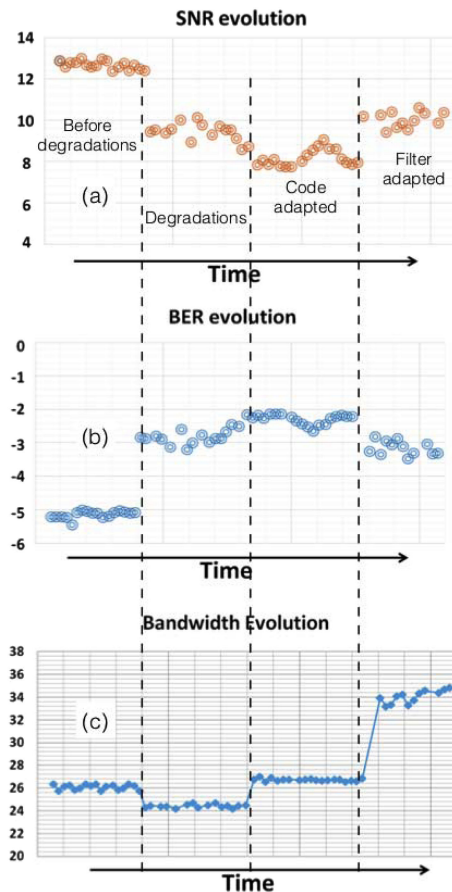 SNR evolution
14
12
10
8
6
4
Before
degradations
(a)
Degradations
Code
adapted
Filter
adapted
Time
BER evolution
0
-1
-2
-3
-4
-5
-6
(b)
Time
Bandwidth Evolution
38
36
34
32
30
28
26
24
22
20
(c)
Time